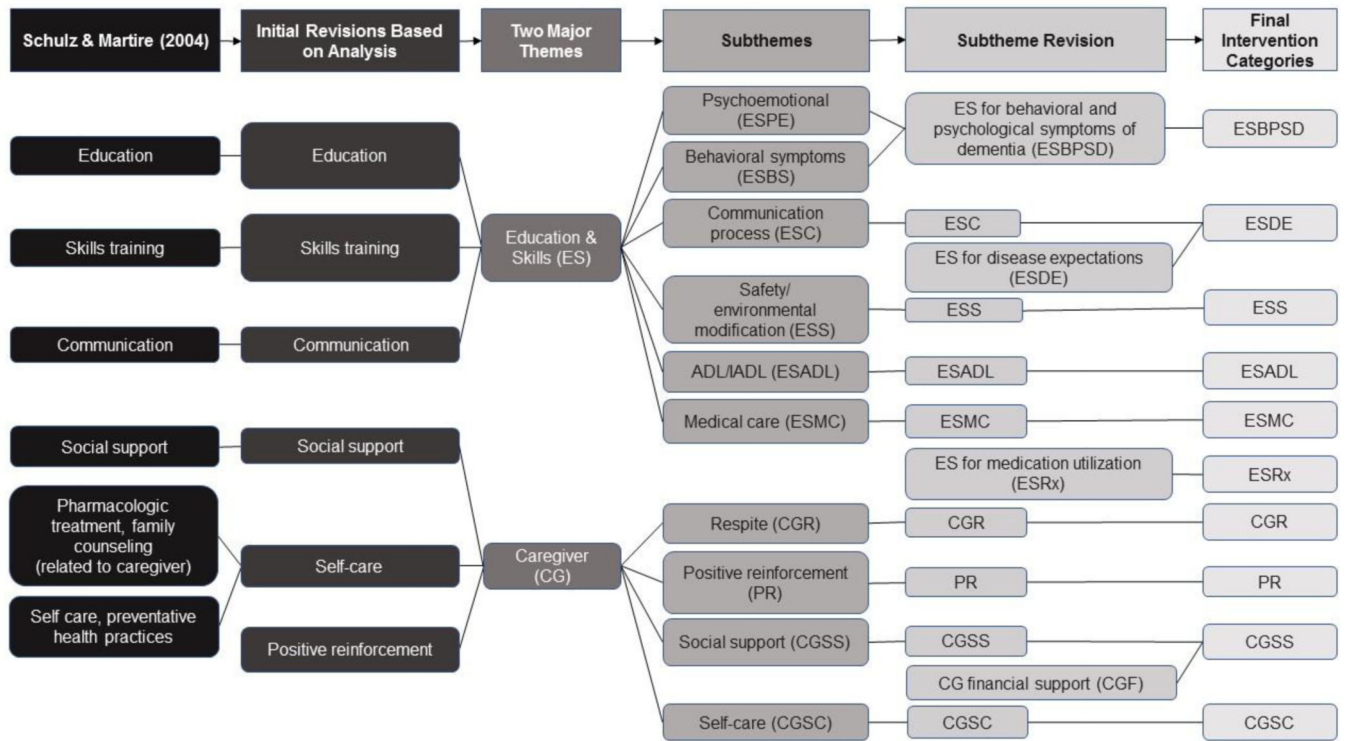 Schulz & Martire (2004)
Initial Revisions Based
on Analysis
Two Major
Themes
Subthemes
Subtheme Revision
Final
Intervention
Categories
Education
Skills training
Communication
Social support
Pharmacologic
treatment, family
counseling
(related to caregiver)
Self care, preventative
health practices
Education
Skills training
Communication
Social support
Self-care
Positive reinforcement
Education &
Skills (ES)
Caregiver
(CG)
Psychoemotional
(ESPE)
Behavioral symptoms
(ESBS)
Communication
process (ESC)
Safety/
environmental
modification (ESS)
ADL/IADL (ESADL)
Medical care (ESMC)
Respite (CGR)
Positive reinforcement
(PR)
Social support (CGSS)
Self-care (CGSC)
ES for behavioral and
psychological symptoms of
dementia (ESBPSD)
ESC
ES for disease expectations
(ESDE)
ESS
ESADL
ESMC
ES for medication utilization
(ESRx)
CGR
PR
CGSS
CG financial support (CGF)
CGSC
ESBPSD
ESDE
ESS
ESADL
ESMC
ESRx
CGR
PR
CGSS
CGSC